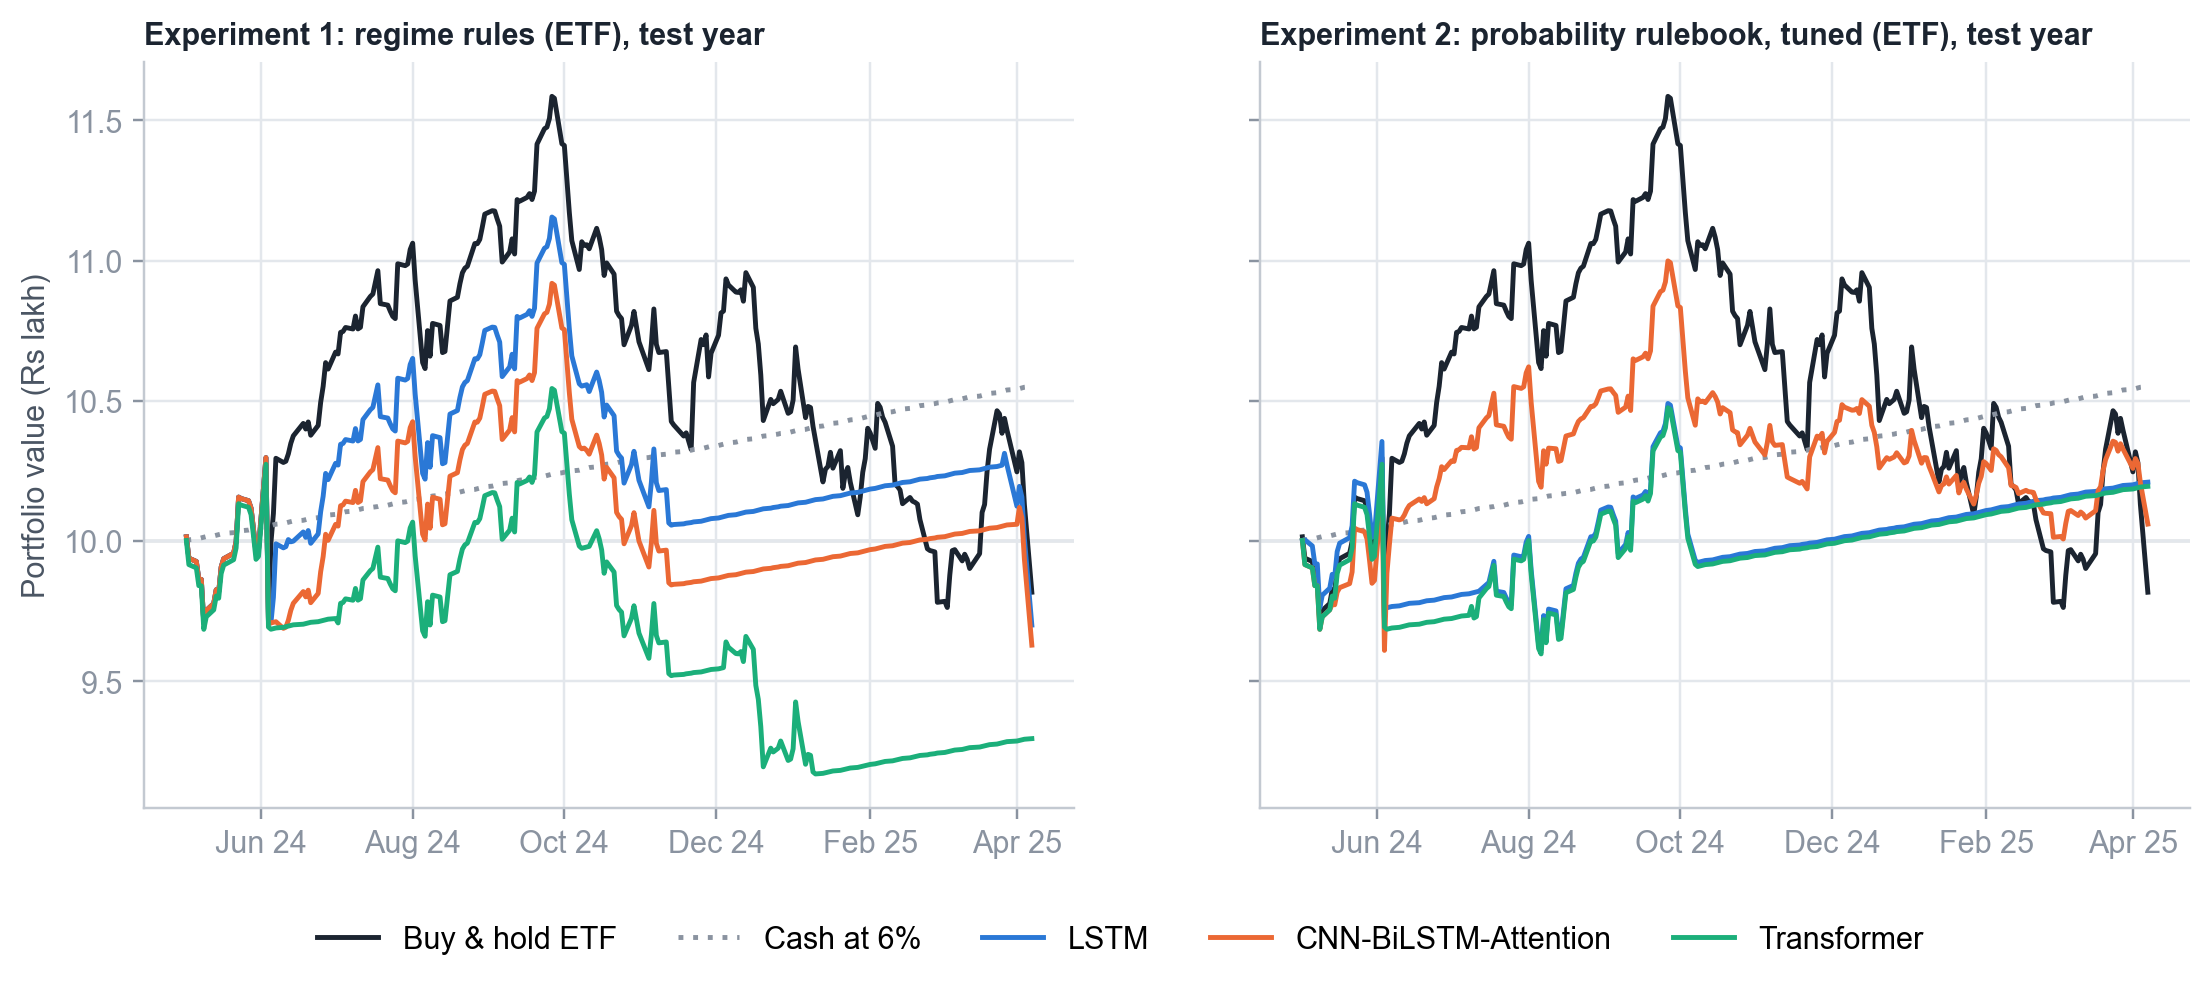 Experiment 1: regime rules (ETF), test year
Experiment 2: probability rulebook, tuned (ETF), test year
Portfolio value (Rs lakh)
11.5
11.0
10.5
10.0
9.5
Jun 24 Aug 24 Oct 24 Dec 24 Feb 25 Apr 25
Jun 24 Aug 24 Oct 24 Dec 24 Feb 25 Apr 25
Buy & hold ETF Cash at 6% LSTM CNN-BiLSTM-Attention Transformer